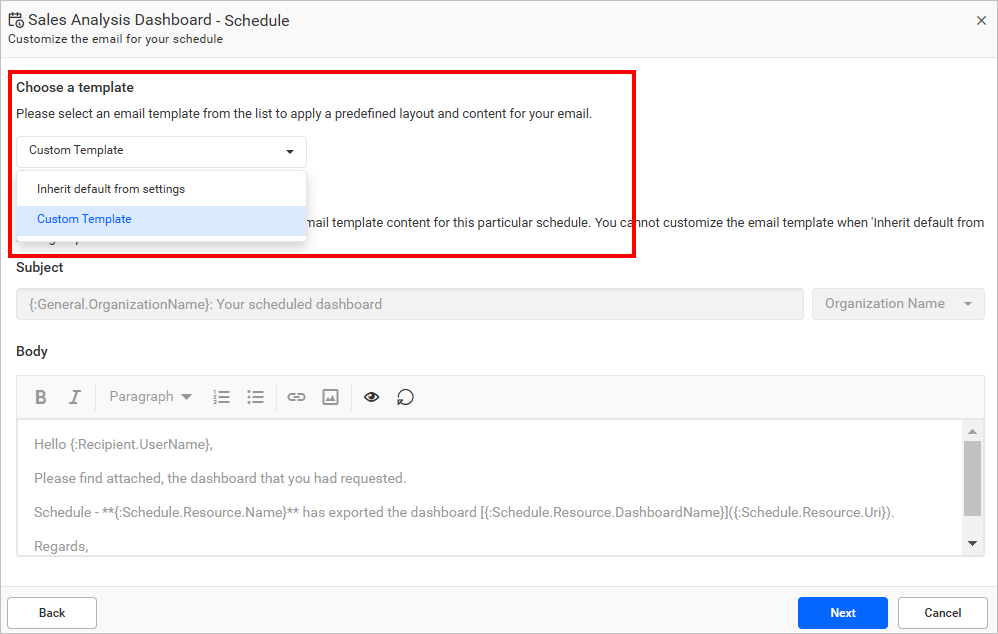 Sales Analysis Dashboard - Schedule
Customize the email for your schedule
Choose a template
Please select an email template from the list to apply a predefined layout and content for your email.
Custom Template
Inherit default from settings
Custom Template
mail template content for this particular schedule. You cannot customize the email template when 'Inherit default from
Subject
{:General.OrganizationName}: Your scheduled dashboard
Organization Name
Body
B I Paragraph
Hello {:Recipient.UserName},
Please find attached, the dashboard that you had requested.
Schedule - **{:Schedule.Resource.Name}** has exported the dashboard [{:Schedule.Resource.DashboardName}]({:Schedule.Resource.Uri}).
Regards,
Back
Next
Cancel